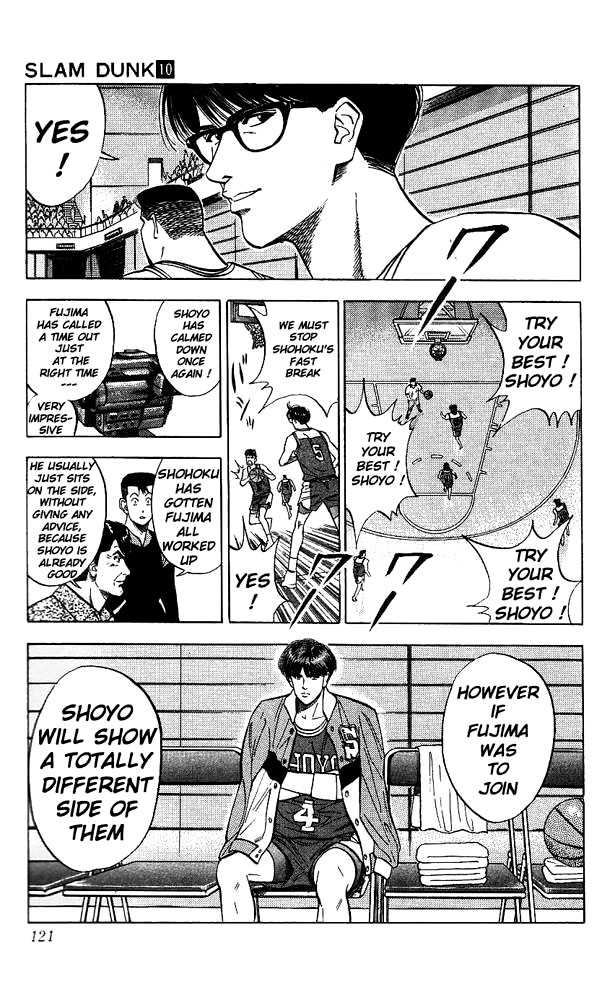 SLAM DUNK 10
YES
!
TRY
YOUR
BEST !
SHOYO !
TRY
YOUR
BEST !
SHOYO !
TRY
YOUR
BEST !
SHOYO !
WE MUST
STOP
SHOHOKU'S
FAST
BREAK
YES
!
SHOYO
HAS
CALMED
DOWN
ONCE
AGAIN !
FUJIMA
HAS CALLED
A TIME OUT
JUST
AT THE
RIGHT TIME
---
VERY
IMPRES-
SIVE
SHOHOKU
HAS
GOTTEN
FUJIMA
ALL
WORKED
UP
HE USUALLY
JUST SITS
ON THE SIDE,
WITHOUT
GIVING ANY
ADVICE,
BECAUSE
SHOYO IS
ALREADY
GOOD
HOWEVER
IF
FUJIMA
WAS
TO
JOIN
SHOYO
WILL SHOW
A TOTALLY
DIFFERENT
SIDE OF
THEM
4
5
121